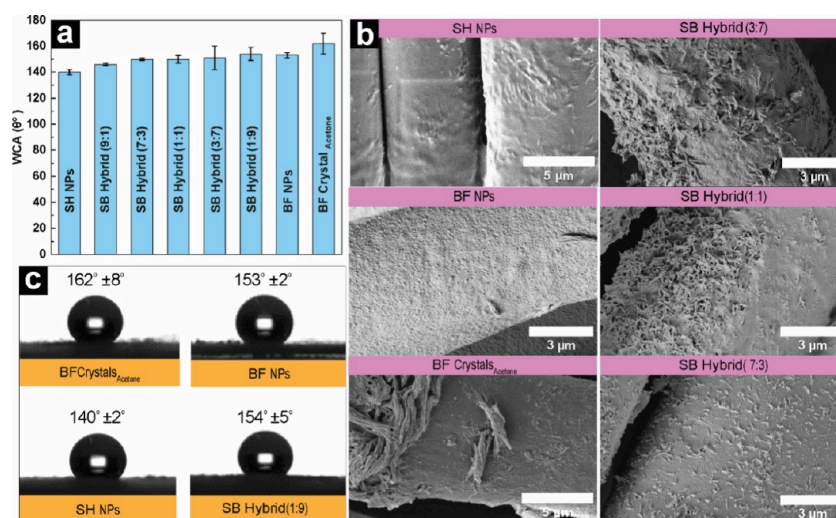 a
WCA (θ°)
160
140
120
100
80
60
40
20
0
SH NPs
SB Hybrid (9:1)
SB Hybrid (7:3)
SB Hybrid (1:1)
SB Hybrid (3:7)
SB Hybrid (1:9)
BF NPs
BF Crystal Acetone
b
SH NPs
5 µm
SB Hybrid (3:7)
3 µm
BF NPs
3 µm
SB Hybrid(1:1)
3 µm
BF Crystals Acetone
5 µm
SB Hybrid( 7:3)
3 µm
c
162° ±8°
BFCrystals Acetone
153° ±2°
BF NPs
140° ±2°
SH NPs
154° ±5°
SB Hybrid(1:9)